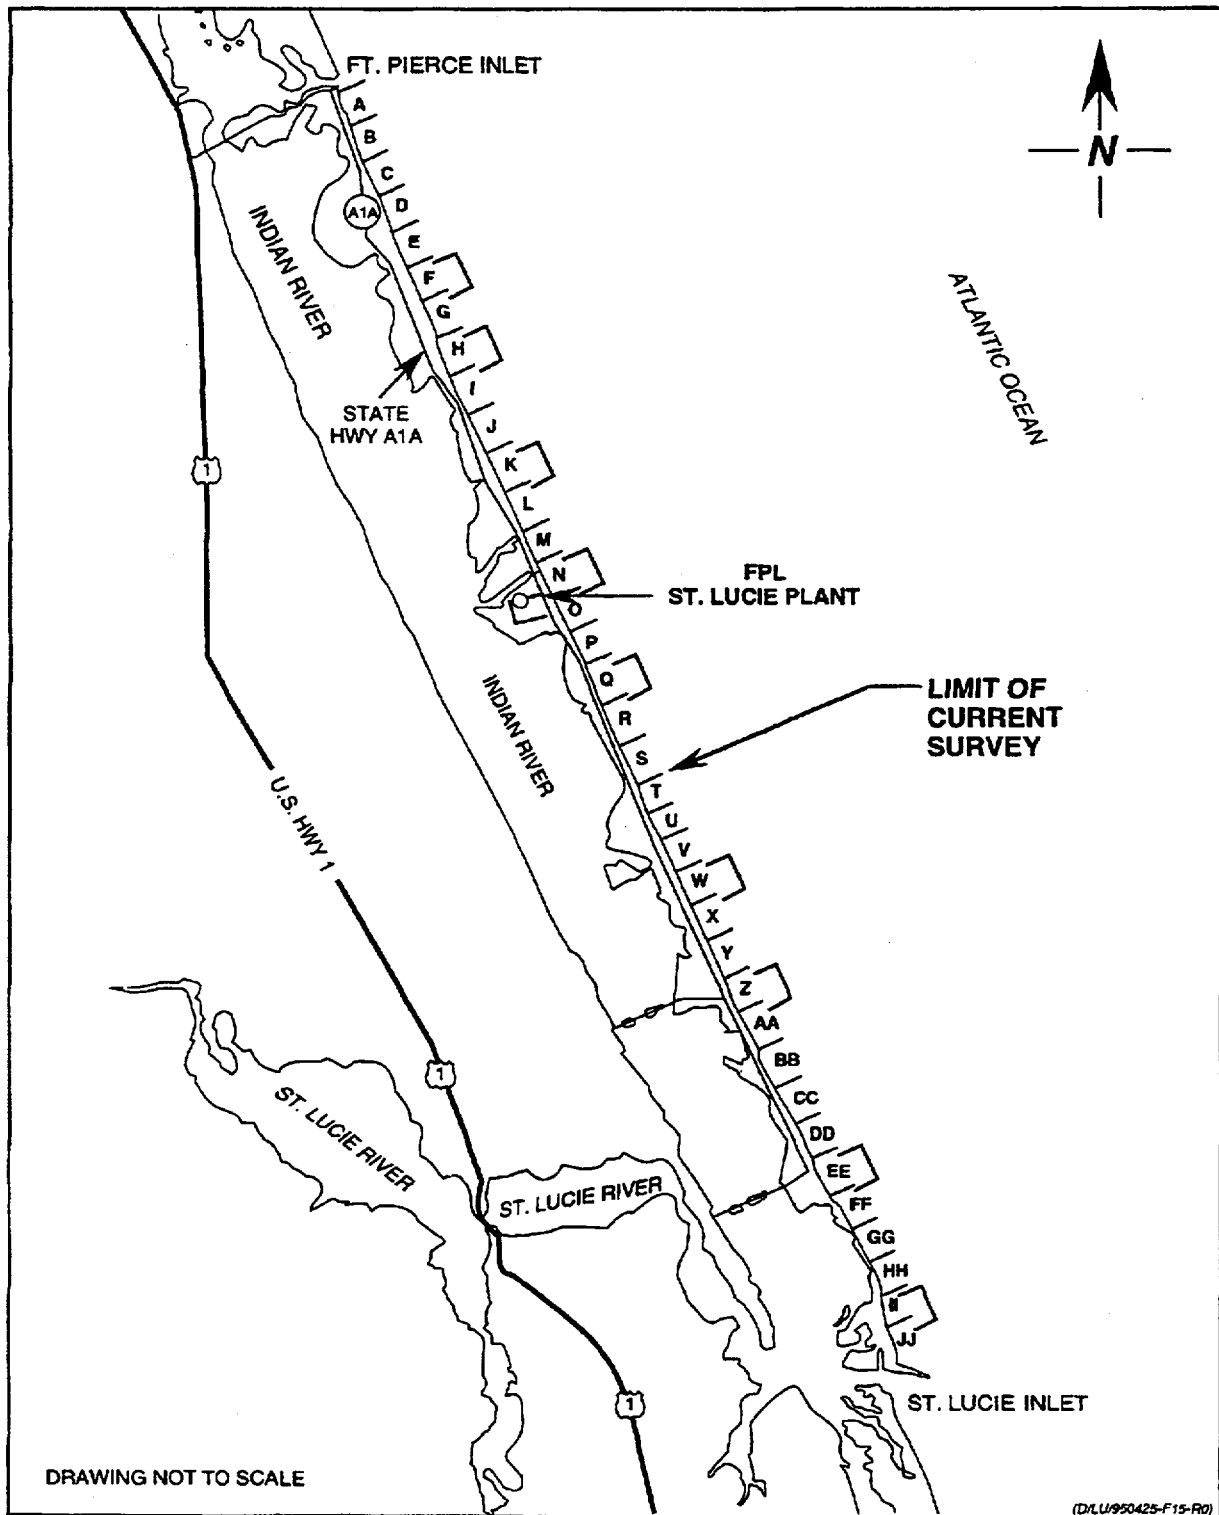 FT. PIERCE INLET
A
B
C
D
A1A
E
F
G
H
I
J
K
L
M
N
O
P
Q
R
S
T
U
V
W
X
Y
Z
AA
BB
CC
DD
EE
FF
GG
HH
II
JJ
N
INDIAN RIVER
ATLANTIC OCEAN
STATE
HWY A1A
1
FPL
ST. LUCIE PLANT
INDIAN RIVER
LIMIT OF
CURRENT
SURVEY
U.S. HWY 1
1
ST. LUCIE RIVER
ST. LUCIE RIVER
1
ST. LUCIE INLET
DRAWING NOT TO SCALE
(D/LU/950425-F15-R0)